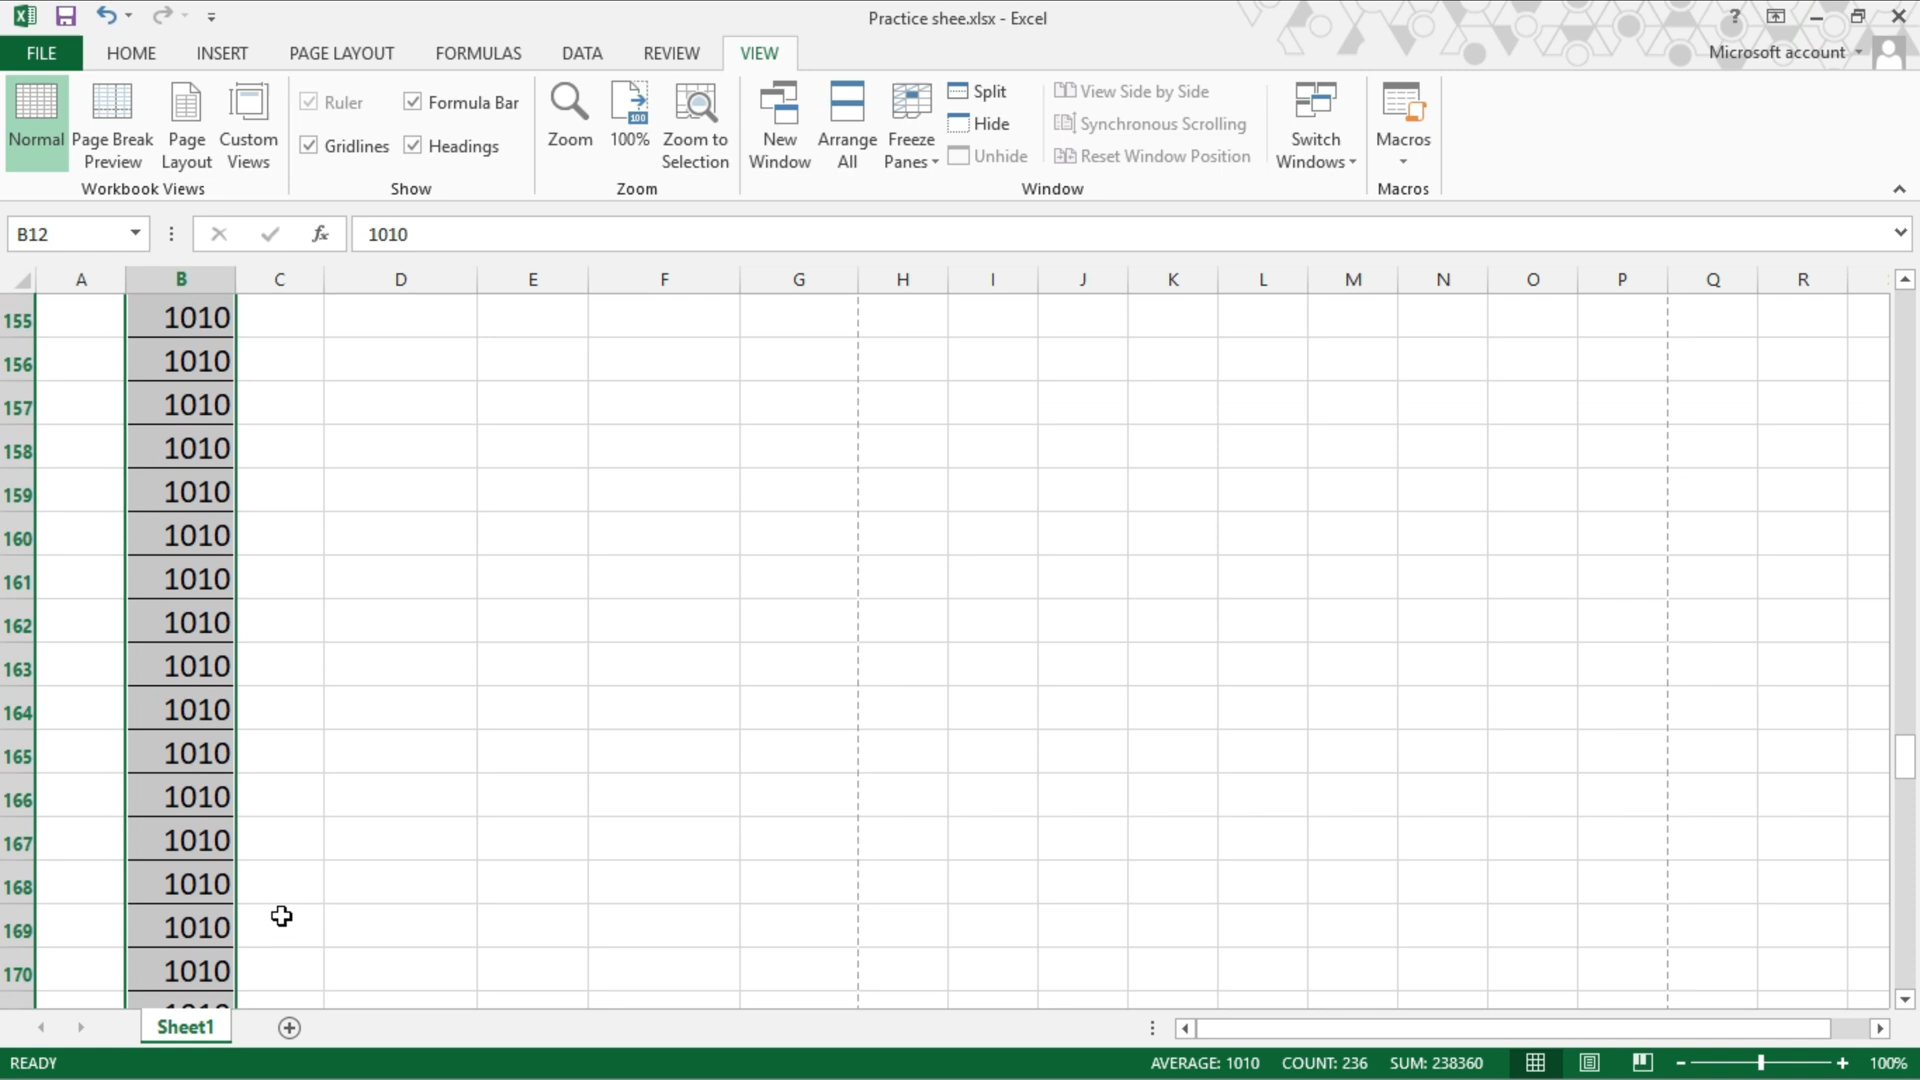 Practice shee.xlsx - Excel
?
FILE HOME INSERT PAGE LAYOUT FORMULAS DATA REVIEW VIEW Microsoft account
Normal
Page Break Preview
Page Layout
Custom Views
Workbook Views
Ruler
Formula Bar
Gridlines
Headings
Show
Zoom
100
100%
Zoom to Selection
Zoom
New Window
Arrange All
Freeze Panes
Split
Hide
Unhide
View Side by Side
Synchronous Scrolling
Reset Window Position
Window
Switch Windows
Macros
Macros
B12 fx 1010
A B C D E F G H I J K L M N O P Q R
155 1010
156 1010
157 1010
158 1010
159 1010
160 1010
161 1010
162 1010
163 1010
164 1010
165 1010
166 1010
167 1010
168 1010
169 1010
170 1010
Sheet1
READY AVERAGE: 1010 COUNT: 236 SUM: 238360 - + 100%